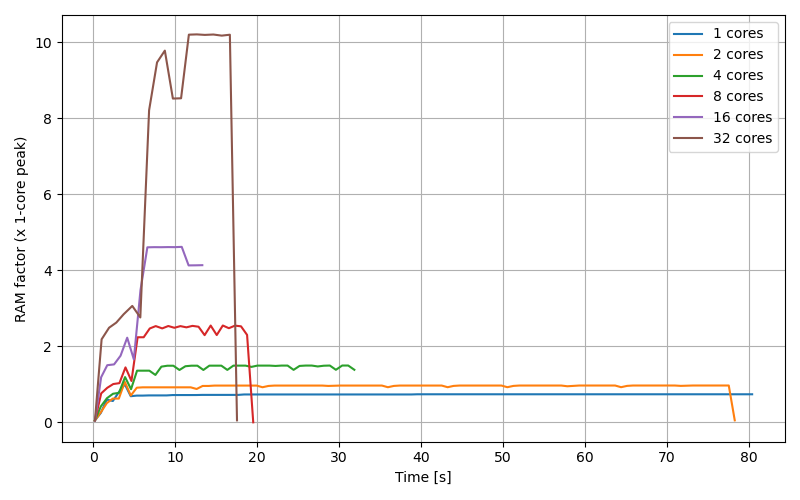 10
8
6
4
2
0
RAM factor (x 1-core peak)
1 cores
2 cores
4 cores
8 cores
16 cores
32 cores
0 10 20 30 40 50 60 70 80
Time [s]